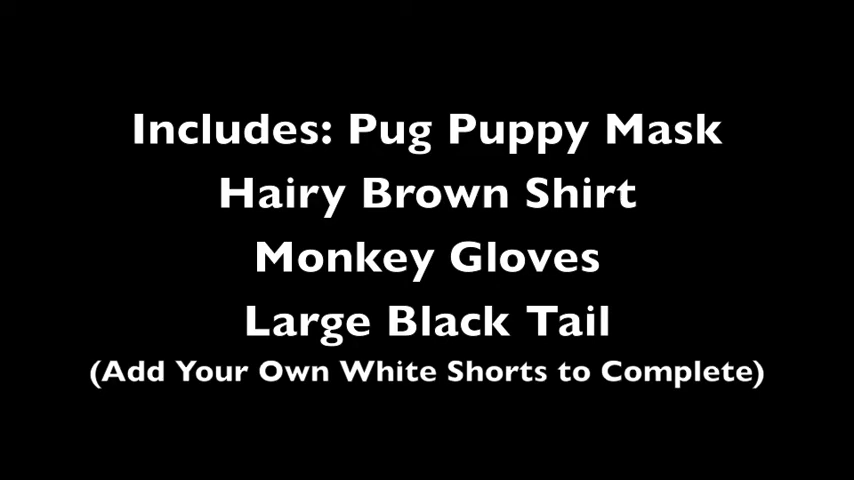 Includes: Pug Puppy Mask
Hairy Brown Shirt
Monkey Gloves
Large Black Tail
(Add Your Own White Shorts to Complete)